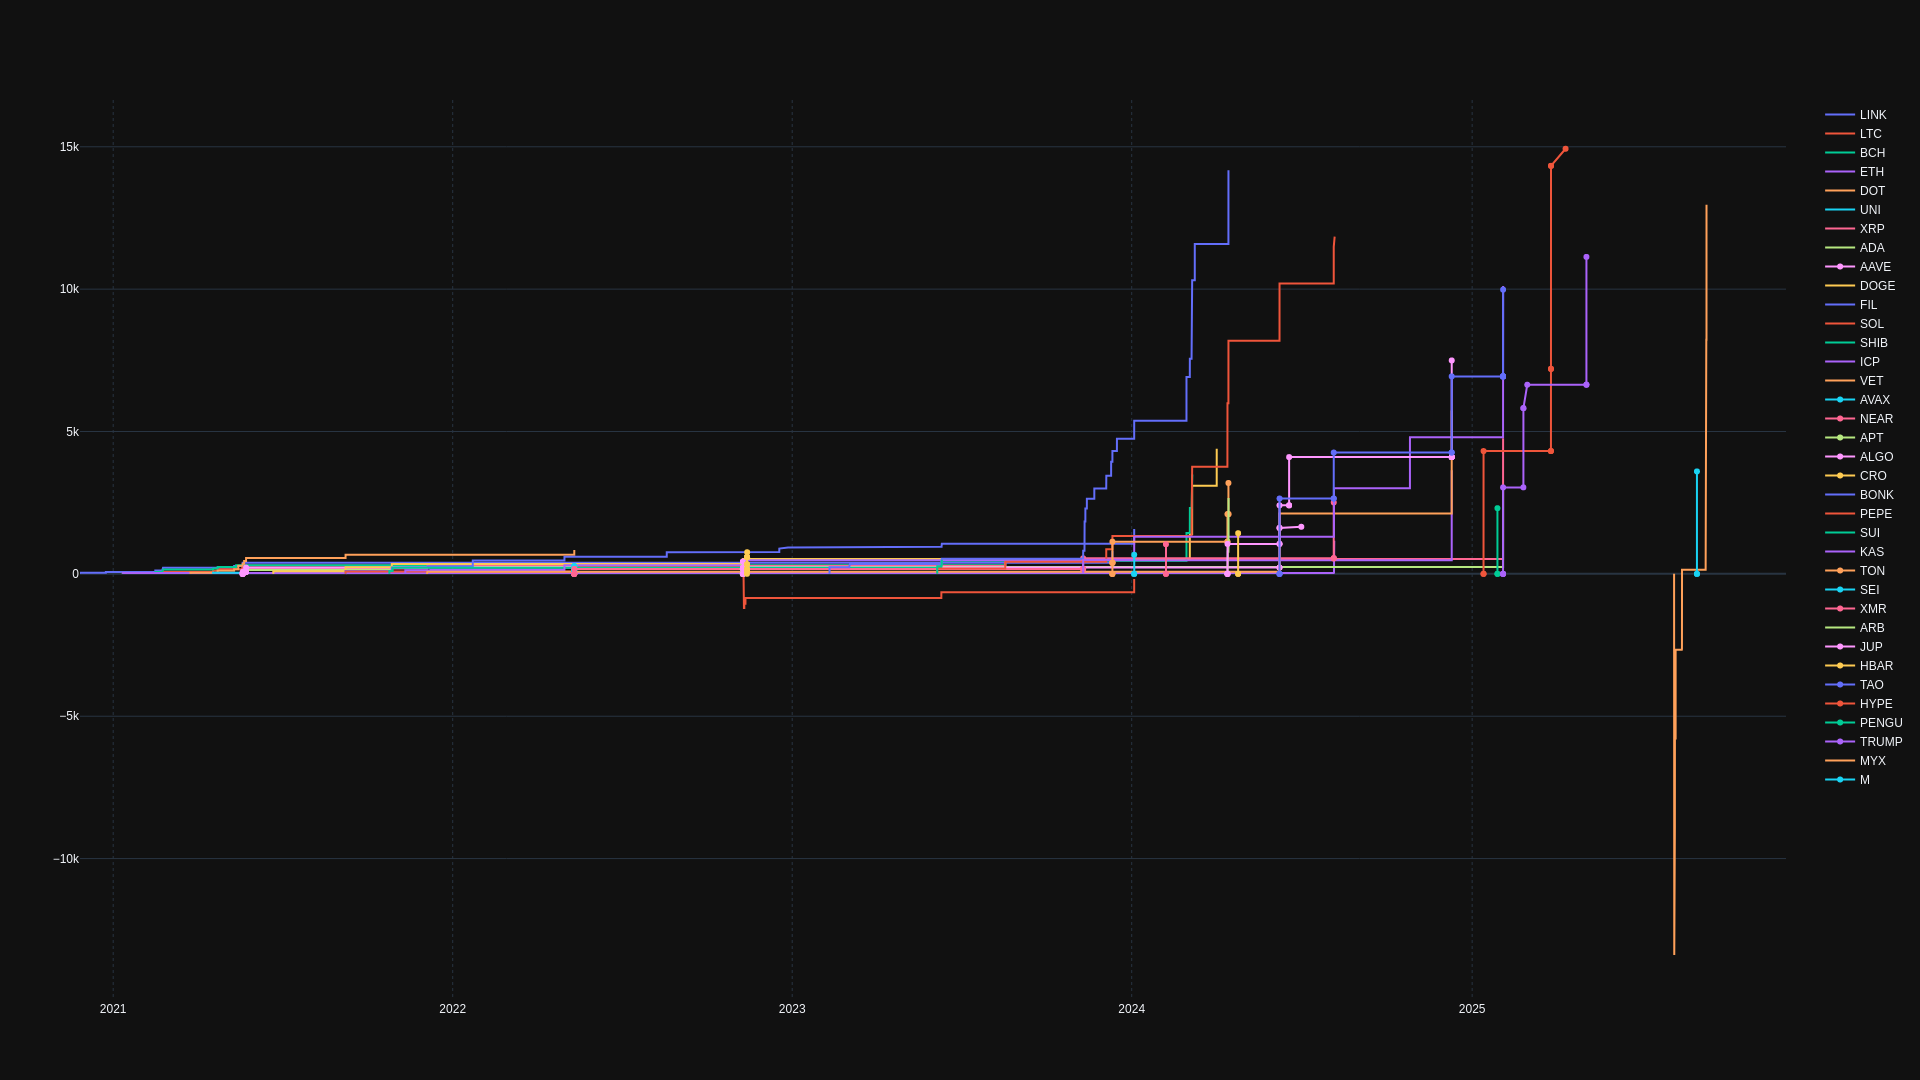 15k
10k
5k
0
−5k
−10k
2021
2022
2023
2024
2025
LINK
LTC
BCH
ETH
DOT
UNI
XRP
ADA
AAVE
DOGE
FIL
SOL
SHIB
ICP
VET
AVAX
NEAR
APT
ALGO
CRO
BONK
PEPE
SUI
KAS
TON
SEI
XMR
ARB
JUP
HBAR
TAO
HYPE
PENGU
TRUMP
MYX
M